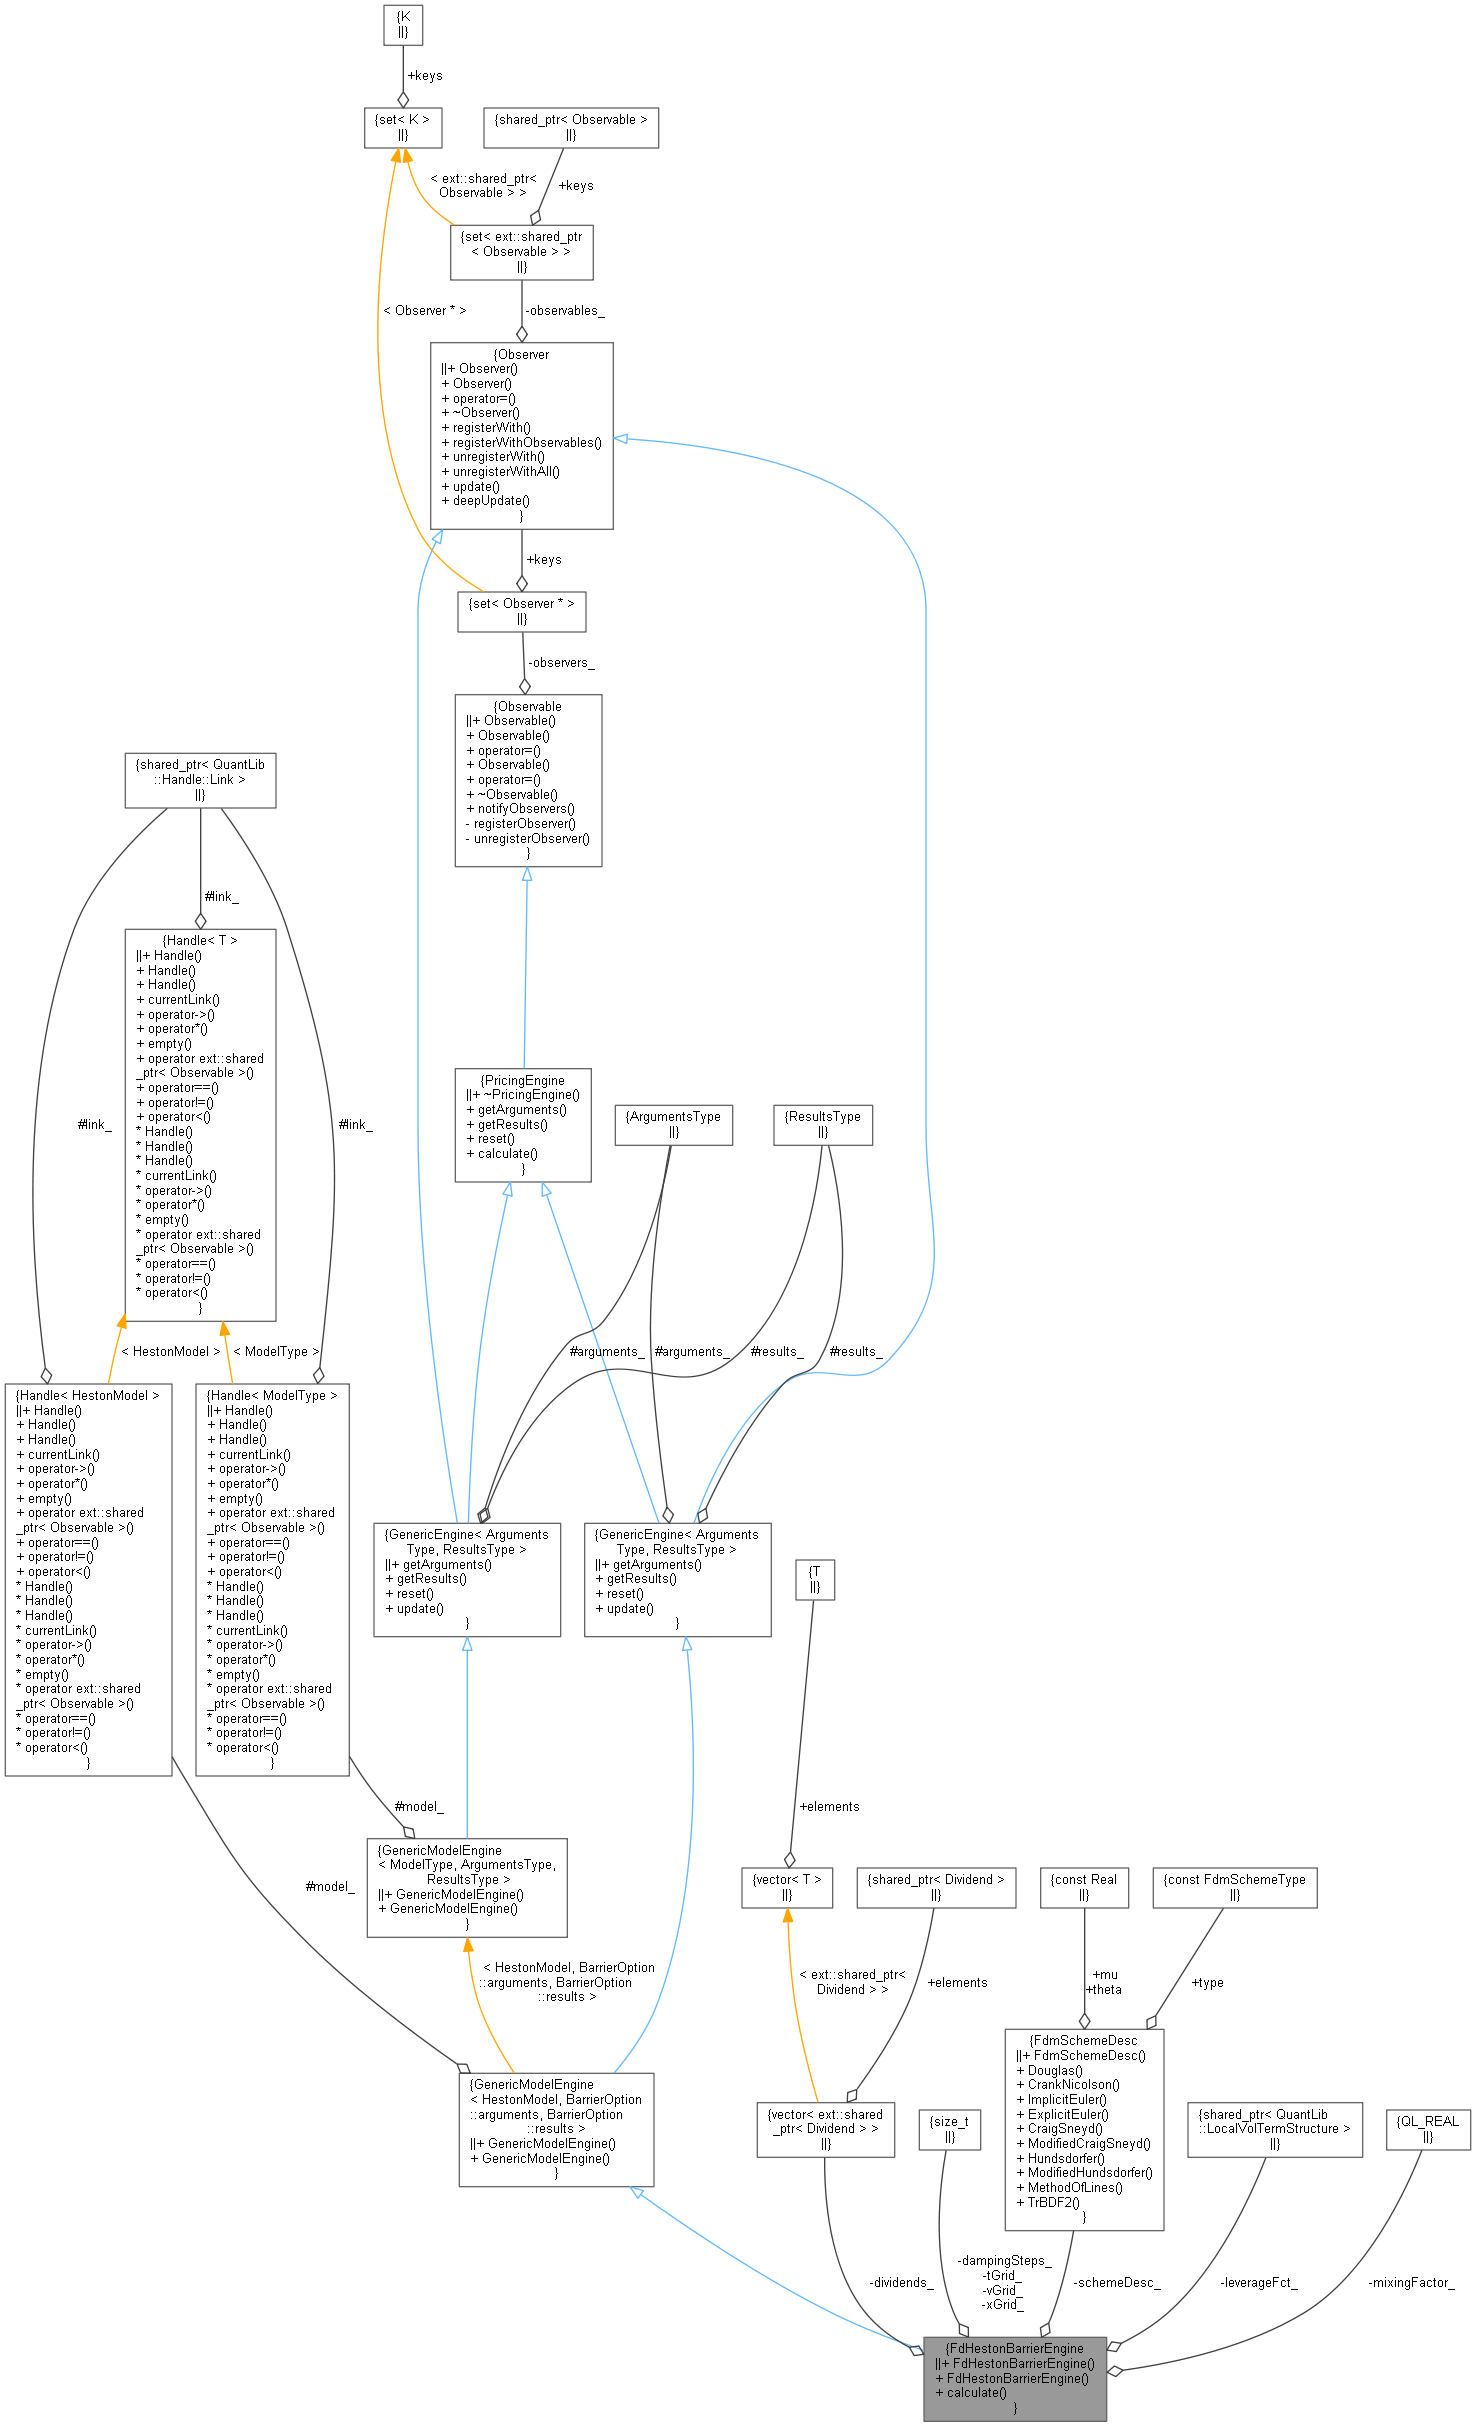 {K
||}
+keys
{set< K >
||}
{shared_ptr< Observable >
||}
< ext::shared_ptr<
Observable > >
+keys
{set< ext::shared_ptr
< Observable > >
||}
< Observer * >
-observables_
{Observer
||+ Observer()
+ Observer()
+ operator=()
+ ~Observer()
+ registerWith()
+ registerWithObservables()
+ unregisterWith()
+ unregisterWithAll()
+ update()
+ deepUpdate()
}
+keys
{set< Observer * >
||}
-observers_
{Observable
||+ Observable()
+ Observable()
+ operator=()
+ Observable()
+ operator=()
+ ~Observable()
+ notifyObservers()
- registerObserver()
- unregisterObserver()
}
{shared_ptr< QuantLib
::Handle::Link >
||}
#link_
{Handle< T >
||+ Handle()
+ Handle()
+ Handle()
+ currentLink()
+ operator->()
+ operator*()
+ empty()
+ operator ext::shared
_ptr< Observable >()
+ operator==()
+ operator!=()
+ operator<()
* Handle()
* Handle()
* Handle()
* currentLink()
* operator->()
* operator*()
* empty()
* operator ext::shared
_ptr< Observable >()
* operator==()
* operator!=()
* operator<()
}
#link_
#link_
{PricingEngine
||+ ~PricingEngine()
+ getArguments()
+ getResults()
+ reset()
+ calculate()
}
{ArgumentsType
||}
{ResultsType
||}
< HestonModel >
< ModelType >
#arguments_
#arguments_
#results_
#results_
{Handle< HestonModel >
||+ Handle()
+ Handle()
+ Handle()
+ currentLink()
+ operator->()
+ operator*()
+ empty()
+ operator ext::shared
_ptr< Observable >()
+ operator==()
+ operator!=()
+ operator<()
* Handle()
* Handle()
* Handle()
* currentLink()
* operator->()
* operator*()
* empty()
* operator ext::shared
_ptr< Observable >()
* operator==()
* operator!=()
* operator<()
}
{Handle< ModelType >
||+ Handle()
+ Handle()
+ Handle()
+ currentLink()
+ operator->()
+ operator*()
+ empty()
+ operator ext::shared
_ptr< Observable >()
+ operator==()
+ operator!=()
+ operator<()
* Handle()
* Handle()
* Handle()
* currentLink()
* operator->()
* operator*()
* empty()
* operator ext::shared
_ptr< Observable >()
* operator==()
* operator!=()
* operator<()
}
{GenericEngine< Arguments
Type, ResultsType >
||+ getArguments()
+ getResults()
+ reset()
+ update()
}
{GenericEngine< Arguments
Type, ResultsType >
||+ getArguments()
+ getResults()
+ reset()
+ update()
}
{T
||}
#model_
+elements
{GenericModelEngine
< ModelType, ArgumentsType,
ResultsType >
||+ GenericModelEngine()
+ GenericModelEngine()
}
#model_
{vector< T >
||}
{shared_ptr< Dividend >
||}
{const Real
||}
{const FdmSchemeType
||}
< HestonModel, BarrierOption
::arguments, BarrierOption
::results >
< ext::shared_ptr<
Dividend > >
+elements
+mu
+theta
+type
{GenericModelEngine
< HestonModel, BarrierOption
::arguments, BarrierOption
::results >
||+ GenericModelEngine()
+ GenericModelEngine()
}
{vector< ext::shared
_ptr< Dividend > >
||}
{size_t
||}
{FdmSchemeDesc
||+ FdmSchemeDesc()
+ Douglas()
+ CrankNicolson()
+ ImplicitEuler()
+ ExplicitEuler()
+ CraigSneyd()
+ ModifiedCraigSneyd()
+ Hundsdorfer()
+ ModifiedHundsdorfer()
+ MethodOfLines()
+ TrBDF2()
}
{shared_ptr< QuantLib
::LocalVolTermStructure >
||}
{QL_REAL
||}
-dividends_
-dampingSteps_
-tGrid_
-vGrid_
-xGrid_
-schemeDesc_
-leverageFct_
-mixingFactor_
{FdHestonBarrierEngine
||+ FdHestonBarrierEngine()
+ FdHestonBarrierEngine()
+ calculate()
}